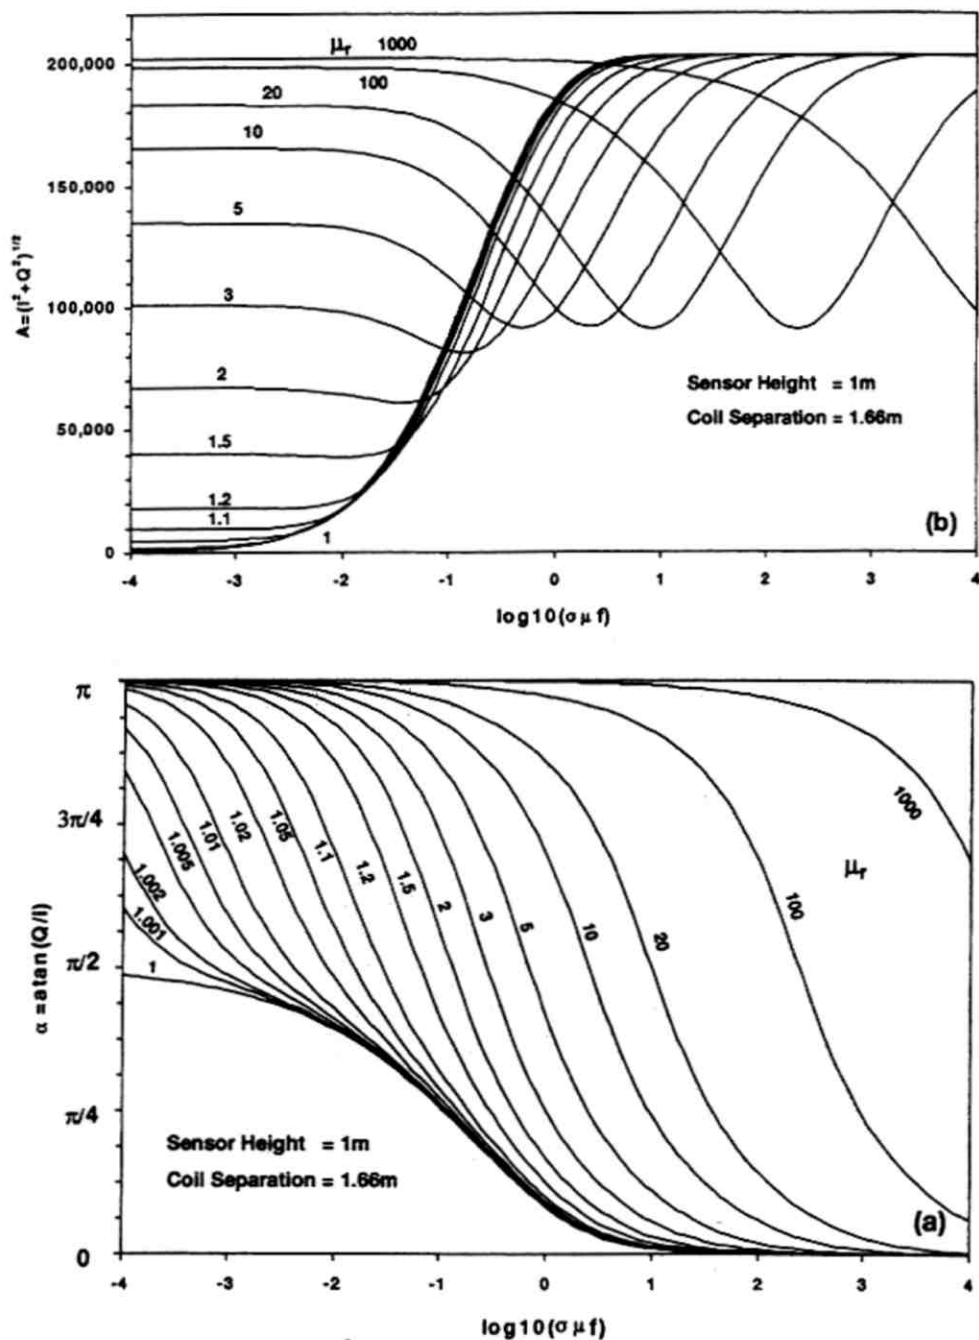 μr 1000
200,000
100
20
10
150,000
5
A=(I²+Q²)^1/2
100,000
3
2
Sensor Height = 1m
Coil Separation = 1.66m
50,000
1.5
1.2
1.1
1
(b)
0
-4 -3 -2 -1 0 1 2 3 4
log10(σμf)
π
3π/4
1000
1.005 1.01 1.02 1.05 1.1 1.2 1.5 2 3 5 10 20 100
μr
1.002
1.001
π/2
1
α=atan(Q/I)
π/4
Sensor Height = 1m
Coil Separation = 1.66m
(a)
0
-4 -3 -2 -1 0 1 2 3 4
log10(σμf)